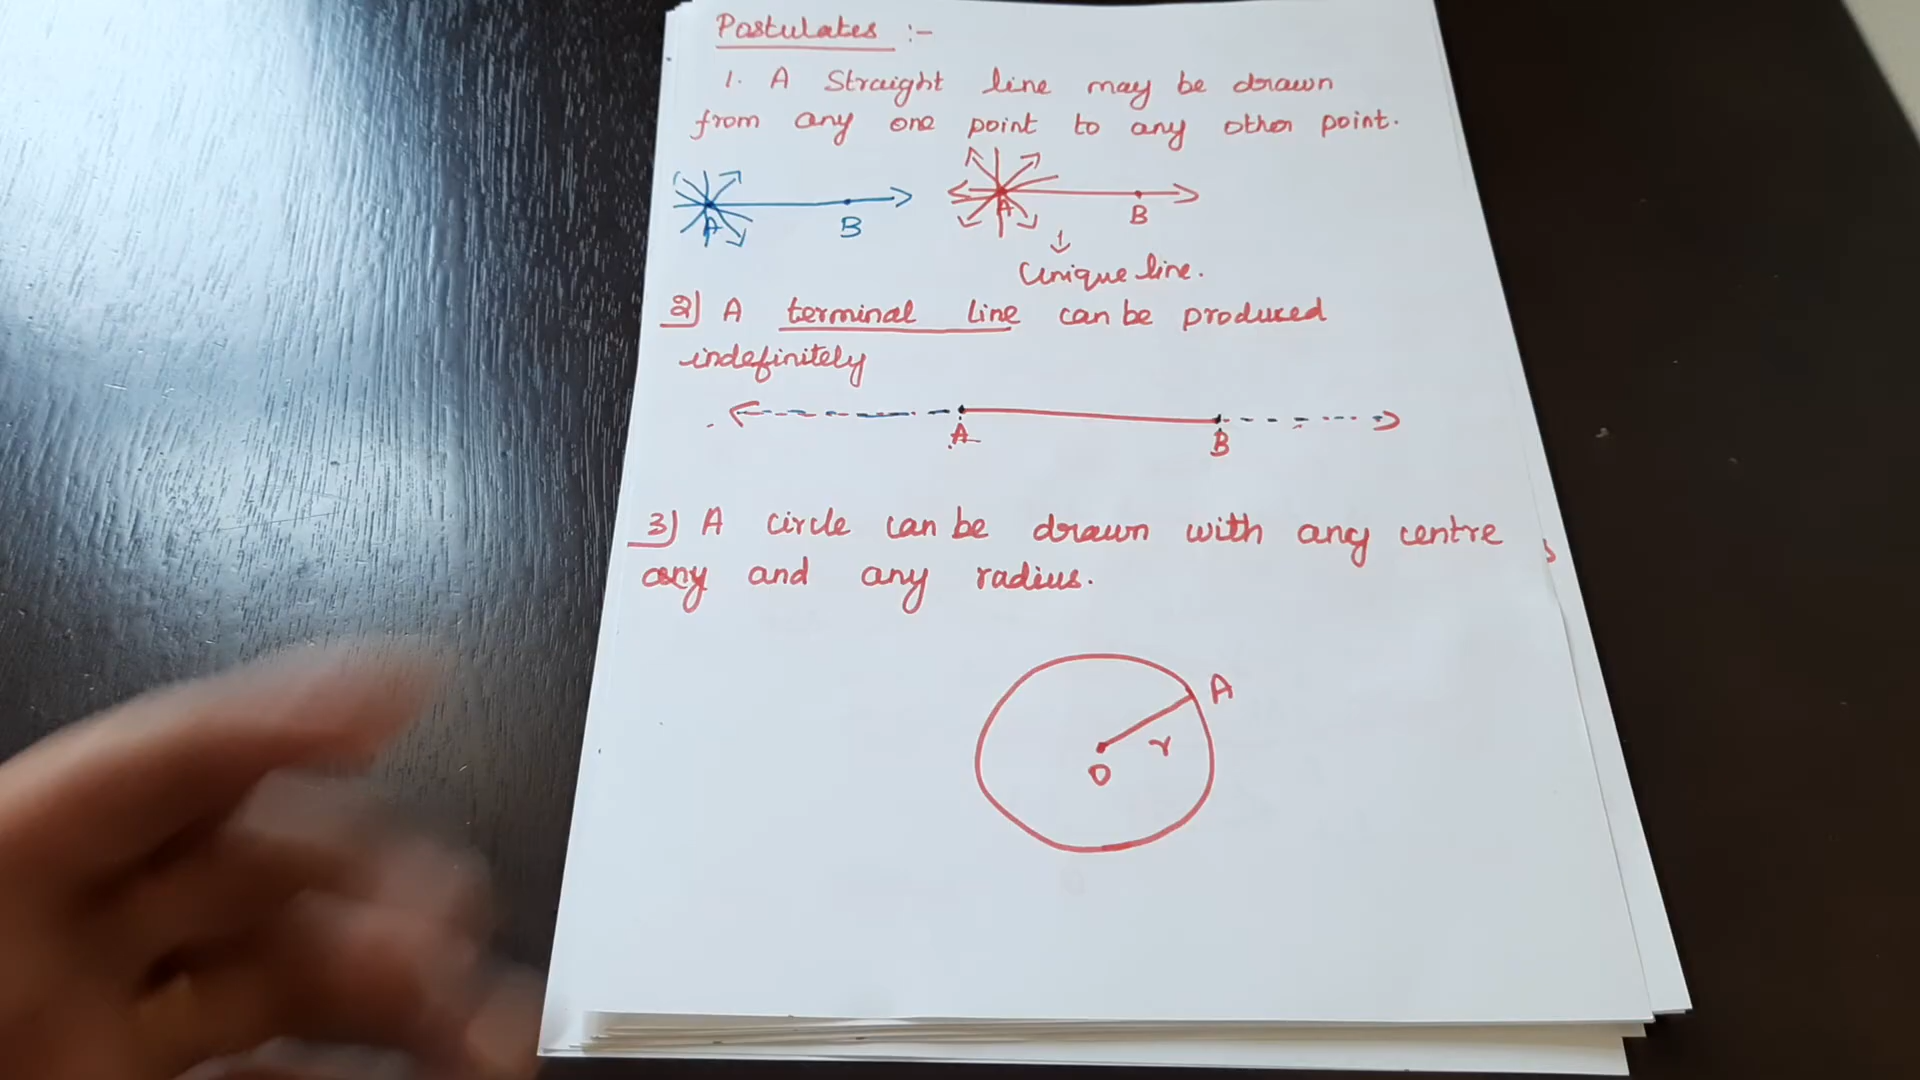 Postulates :-
1. A Straight line may be drawn
from any one point to any other point.
A B A B
Unique line.
2) A terminal line can be produced
indefinitely
A B
3) A circle can be drawn with any centre
any and any radius.
A
r
O